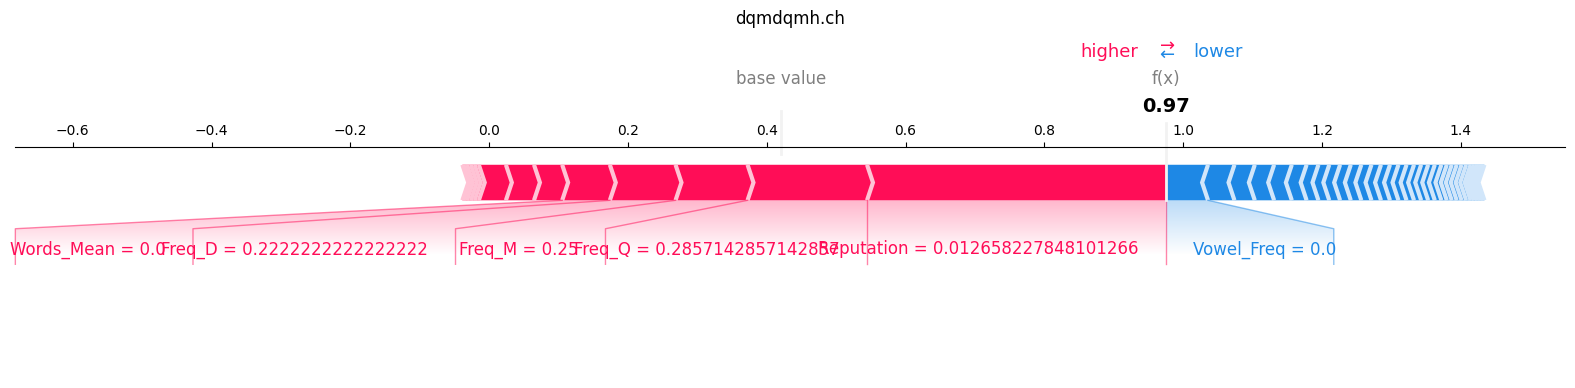 dqmdqmh.ch
higher ⇄ lower
base value f(x)
0.97
−0.6 −0.4 −0.2 0.0 0.2 0.4 0.6 0.8 1.0 1.2 1.4
Words_Mean = 0.0 Freq_D = 0.2222222222222222 Freq_M = 0.25 Freq_Q = 0.2857142857142857 Reputation = 0.012658227848101266 Vowel_Freq = 0.0